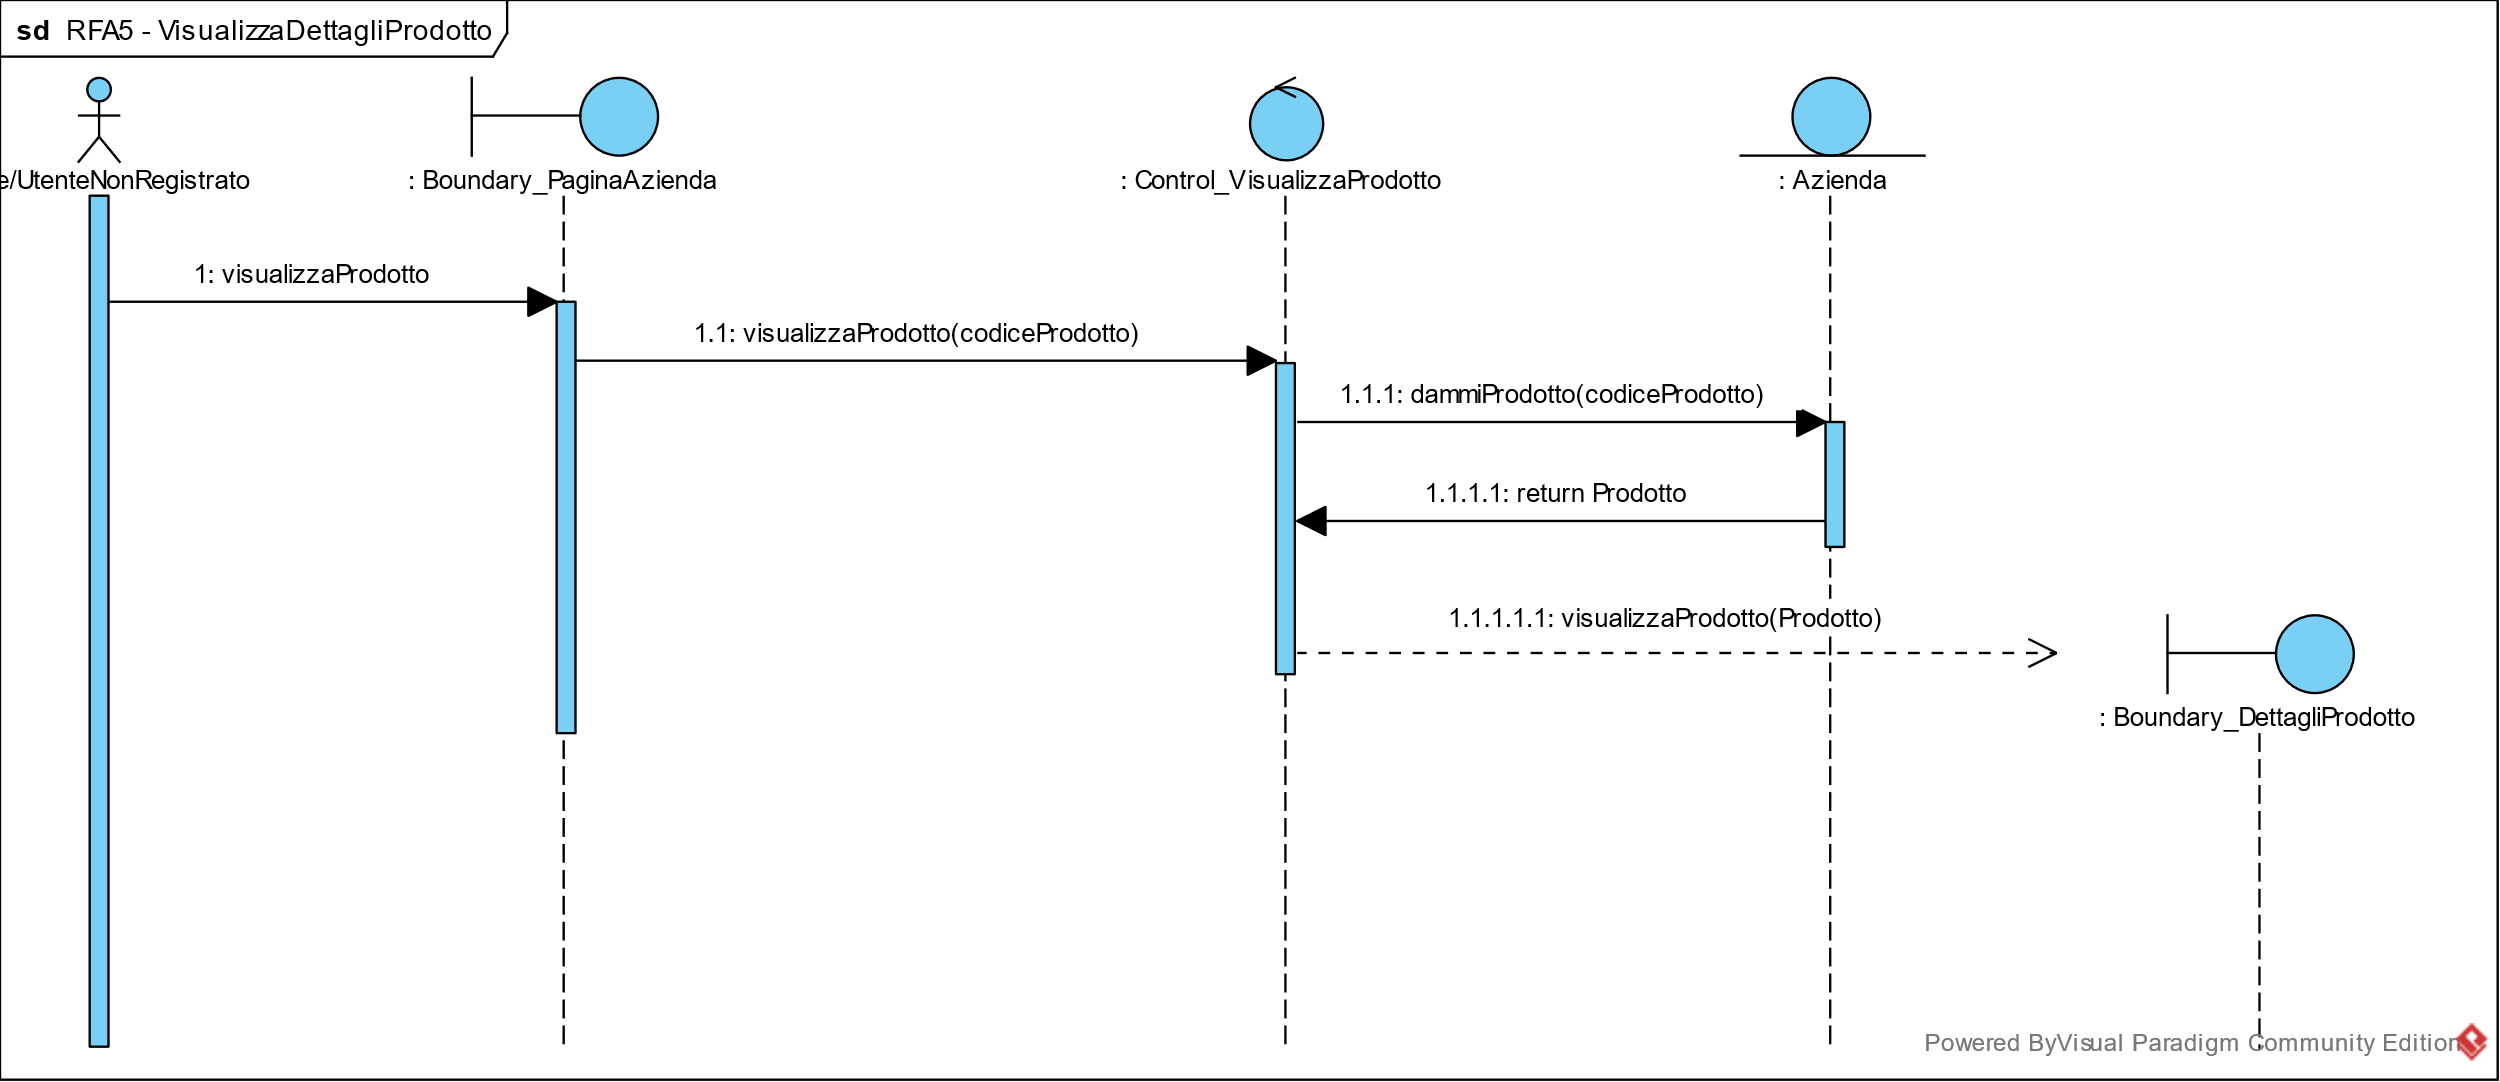 sd RFA5 - VisualizzaDettagliProdotto
e/UtenteNonRegistrato
: Boundary_PaginaAzienda
: Control_VisualizzaProdotto
: Azienda
1: visualizzaProdotto
1.1: visualizzaProdotto(codiceProdotto)
1.1.1: dammiProdotto(codiceProdotto)
1.1.1.1: return Prodotto
1.1.1.1.1: visualizzaProdotto(Prodotto)
: Boundary_DettagliProdotto
Powered ByVisual Paradigm Community Edition